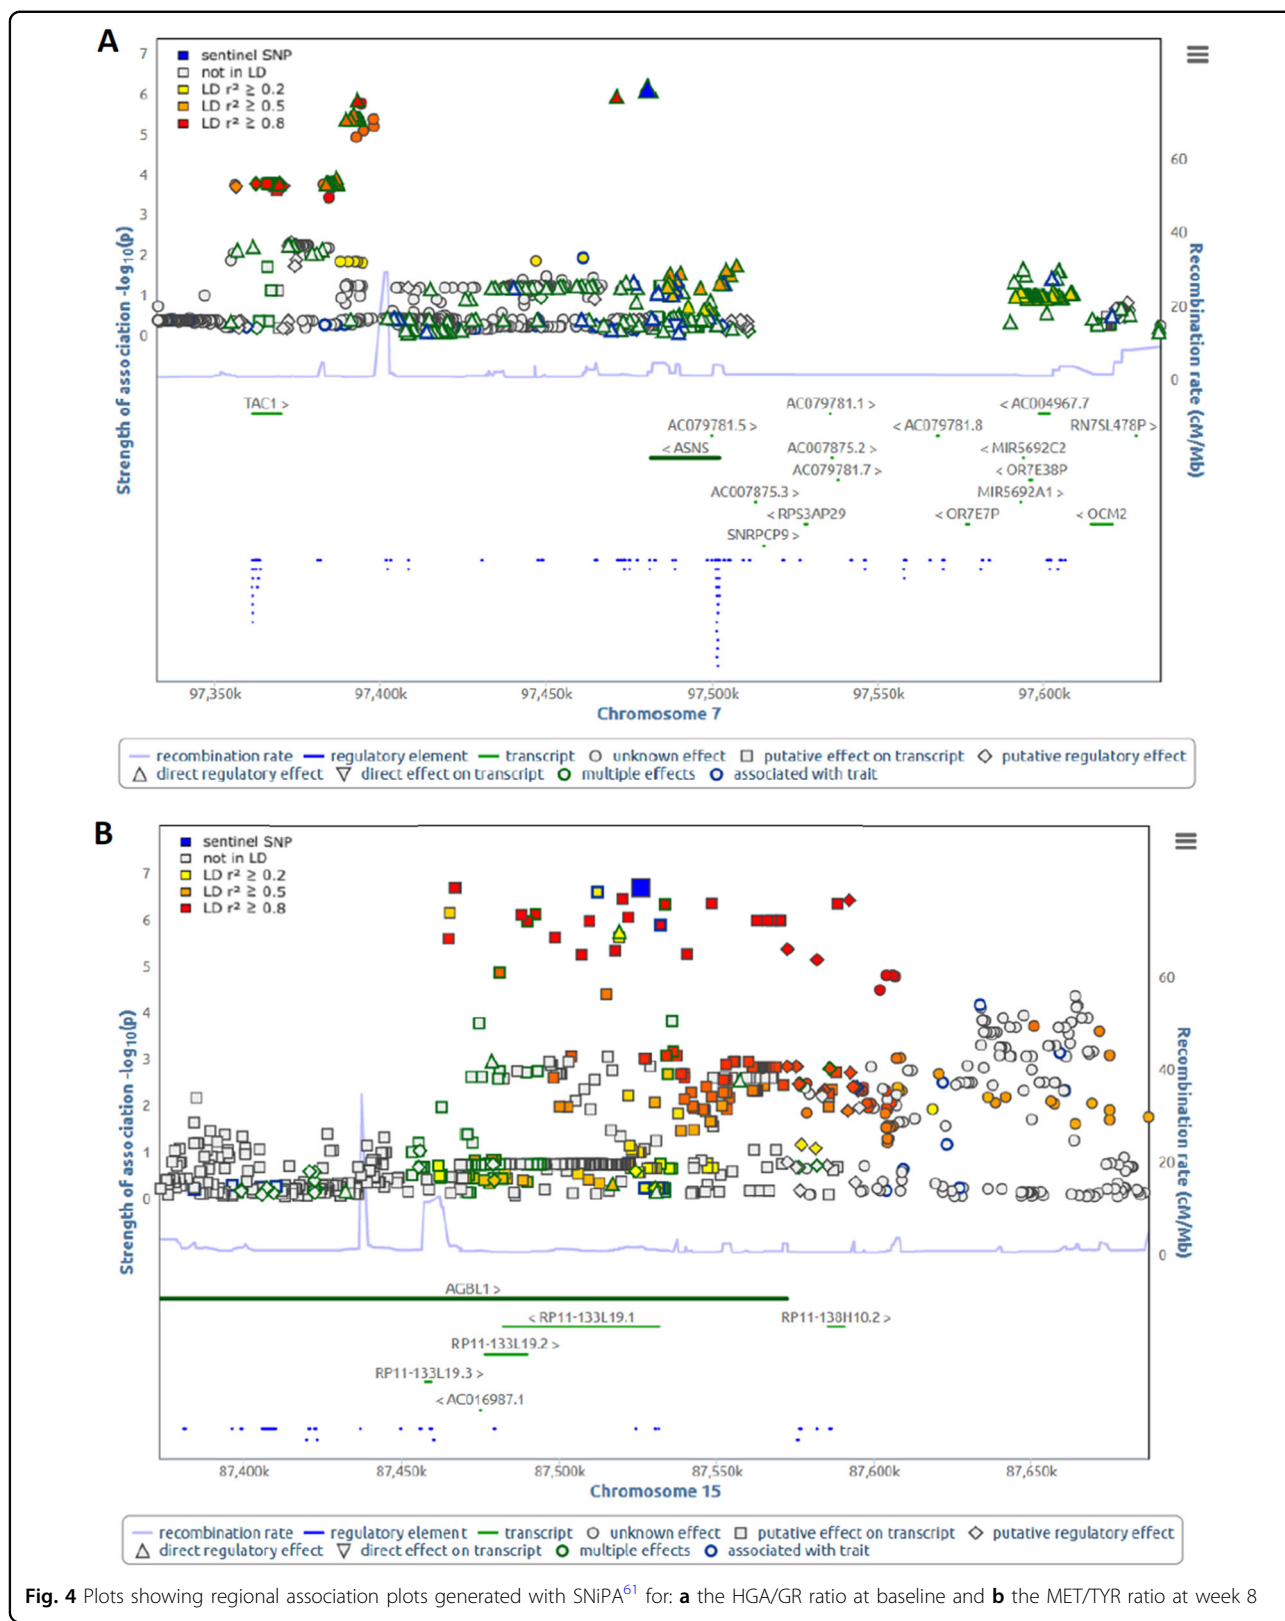 A
sentinel SNP
not in LD
LD r² ≥ 0.2
LD r² ≥ 0.5
LD r² ≥ 0.8
7
6
5
4
3
2
1
0
Strength of association -log10(p)
60
40
20
0
Recombination rate (cM/Mb)
TAC1 >
AC079781.1 >
< AC004967.7
AC079781.5 >
< AC079781.8
RN7SL478P >
< ASNS
AC007875.2 >
< MIR5692C2
AC079781.7 >
< OR7E38P
AC007875.3 >
MIR5692A1 >
< RPS3AP29
< OR7E7P
< OCM2
SNRPCP9 >
97,350k 97,400k 97,450k 97,500k 97,550k 97,600k
Chromosome 7
recombination rate regulatory element transcript unknown effect putative effect on transcript putative regulatory effect
direct regulatory effect direct effect on transcript multiple effects associated with trait
B
sentinel SNP
not in LD
LD r² ≥ 0.2
LD r² ≥ 0.5
LD r² ≥ 0.8
7
6
5
4
3
2
1
0
Strength of association -log10(p)
60
40
20
0
Recombination rate (cM/Mb)
AGBL1 >
< RP11-133L19.1
RP11-138H10.2 >
RP11-133L19.2 >
RP11-133L19.3 >
< AC016987.1
87,400k 87,450k 87,500k 87,550k 87,600k 87,650k
Chromosome 15
recombination rate regulatory element transcript unknown effect putative effect on transcript putative regulatory effect
direct regulatory effect direct effect on transcript multiple effects associated with trait
Fig. 4 Plots showing regional association plots generated with SNiPA61 for: a the HGA/GR ratio at baseline and b the MET/TYR ratio at week 8